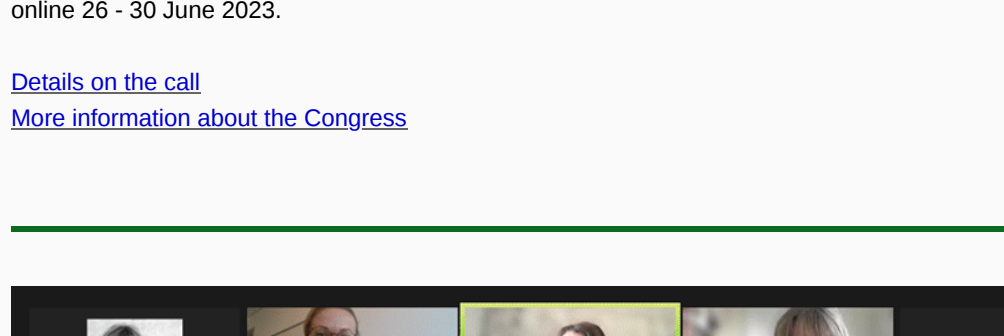 online 26 - 30 June 2023.
Details on the call
More information about the Congress